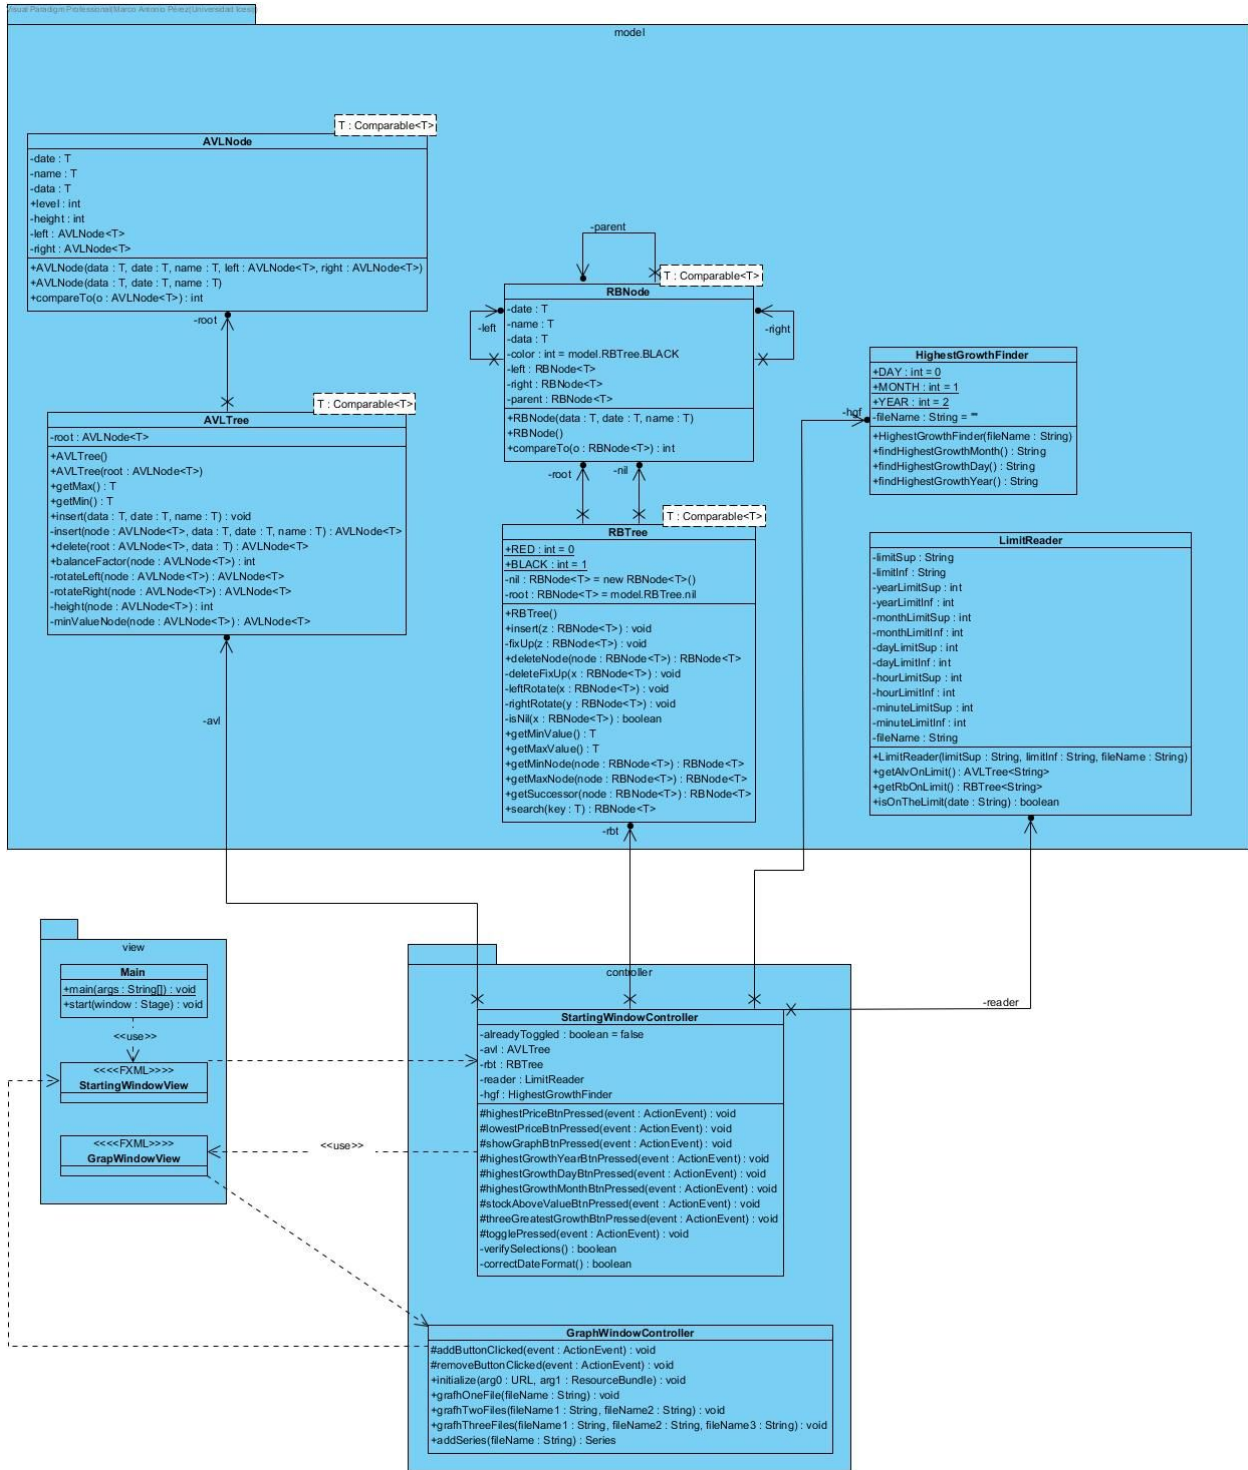 Visual Paradigm Professional(Marco Antonio Pérez(Universidad Icesi))
model
T : Comparable<T>
AVLNode
-date : T
-name : T
-data : T
+level : int
-height : int
-left : AVLNode<T>
-right : AVLNode<T>
+AVLNode(data : T, date : T, name : T, left : AVLNode<T>, right : AVLNode<T>)
+AVLNode(data : T, date : T, name : T)
+compareTo(o : AVLNode<T>) : int
-root
T : Comparable<T>
AVLTree
-root : AVLNode<T>
+AVLTree()
+AVLTree(root : AVLNode<T>)
+getMax() : T
+getMin() : T
+insert(data : T, date : T, name : T) : void
-insert(node : AVLNode<T>, data : T, date : T, name : T) : AVLNode<T>
+delete(root : AVLNode<T>, data : T) : AVLNode<T>
+balanceFactor(node : AVLNode<T>) : int
-rotateLeft(node : AVLNode<T>) : AVLNode<T>
-rotateRight(node : AVLNode<T>) : AVLNode<T>
-height(node : AVLNode<T>) : int
-minValueNode(node : AVLNode<T>) : AVLNode<T>
-avl
-parent
T : Comparable<T>
RBNode
-date : T
-name : T
-data : T
-color : int = model.RBTree.BLACK
-left : RBNode<T>
-right : RBNode<T>
-parent : RBNode<T>
+RBNode(data : T, date : T, name : T)
+RBNode()
+compareTo(o : RBNode<T>) : int
-left
-right
-root
-nil
T : Comparable<T>
RBTree
+RED : int = 0
+BLACK : int = 1
-nil : RBNode<T> = new RBNode<T>()
-root : RBNode<T> = model.RBTree.nil
+RBTree()
+insert(z : RBNode<T>) : void
-fixUp(z : RBNode<T>) : void
+deleteNode(node : RBNode<T>) : RBNode<T>
-deleteFixUp(x : RBNode<T>) : void
-leftRotate(x : RBNode<T>) : void
-rightRotate(y : RBNode<T>) : void
-isNil(x : RBNode<T>) : boolean
+getMinValue() : T
+getMaxValue() : T
+getMinNode(node : RBNode<T>) : RBNode<T>
+getMaxNode(node : RBNode<T>) : RBNode<T>
+getSuccessor(node : RBNode<T>) : RBNode<T>
+search(key : T) : RBNode<T>
-rbt
-hgf
HighestGrowthFinder
+DAY : int = 0
+MONTH : int = 1
+YEAR : int = 2
-fileName : String = ""
+HighestGrowthFinder(fileName : String)
+findHighestGrowthMonth() : String
+findHighestGrowthDay() : String
+findHighestGrowthYear() : String
LimitReader
-limitSup : String
-limitInf : String
-yearLimitSup : int
-yearLimitInf : int
-monthLimitSup : int
-monthLimitInf : int
-dayLimitSup : int
-dayLimitInf : int
-hourLimitSup : int
-hourLimitInf : int
-minuteLimitSup : int
-minuteLimitInf : int
-fileName : String
+LimitReader(limitSup : String, limitInf : String, fileName : String)
+getAlvOnLimit() : AVLTree<String>
+getRbOnLimit() : RBTree<String>
+isOnTheLimit(date : String) : boolean
-reader
view
Main
+main(args : String[]) : void
+start(window : Stage) : void
<<use>>
<<<<FXML>>>>
StartingWindowView
<<<<FXML>>>>
GrapWindowView
<<use>>
controller
StartingWindowController
-alreadyToggled : boolean = false
-avl : AVLTree
-rbt : RBTree
-reader : LimitReader
-hgf : HighestGrowthFinder
#highestPriceBtnPressed(event : ActionEvent) : void
#lowestPriceBtnPressed(event : ActionEvent) : void
#showGraphBtnPressed(event : ActionEvent) : void
#highestGrowthYearBtnPressed(event : ActionEvent) : void
#highestGrowthDayBtnPressed(event : ActionEvent) : void
#highestGrowthMonthBtnPressed(event : ActionEvent) : void
#stockAboveValueBtnPressed(event : ActionEvent) : void
#threeGreatestGrowthBtnPressed(event : ActionEvent) : void
#togglePressed(event : ActionEvent) : void
-verifySelections() : boolean
-correctDateFormat() : boolean
GraphWindowController
#addButtonClicked(event : ActionEvent) : void
#removeButtonClicked(event : ActionEvent) : void
+initialize(arg0 : URL, arg1 : ResourceBundle) : void
+grafhOneFile(fileName : String) : void
+grafhTwoFiles(fileName1 : String, fileName2 : String) : void
+grafhThreeFiles(fileName1 : String, fileName2 : String, fileName3 : String) : void
+addSeries(fileName : String) : Series